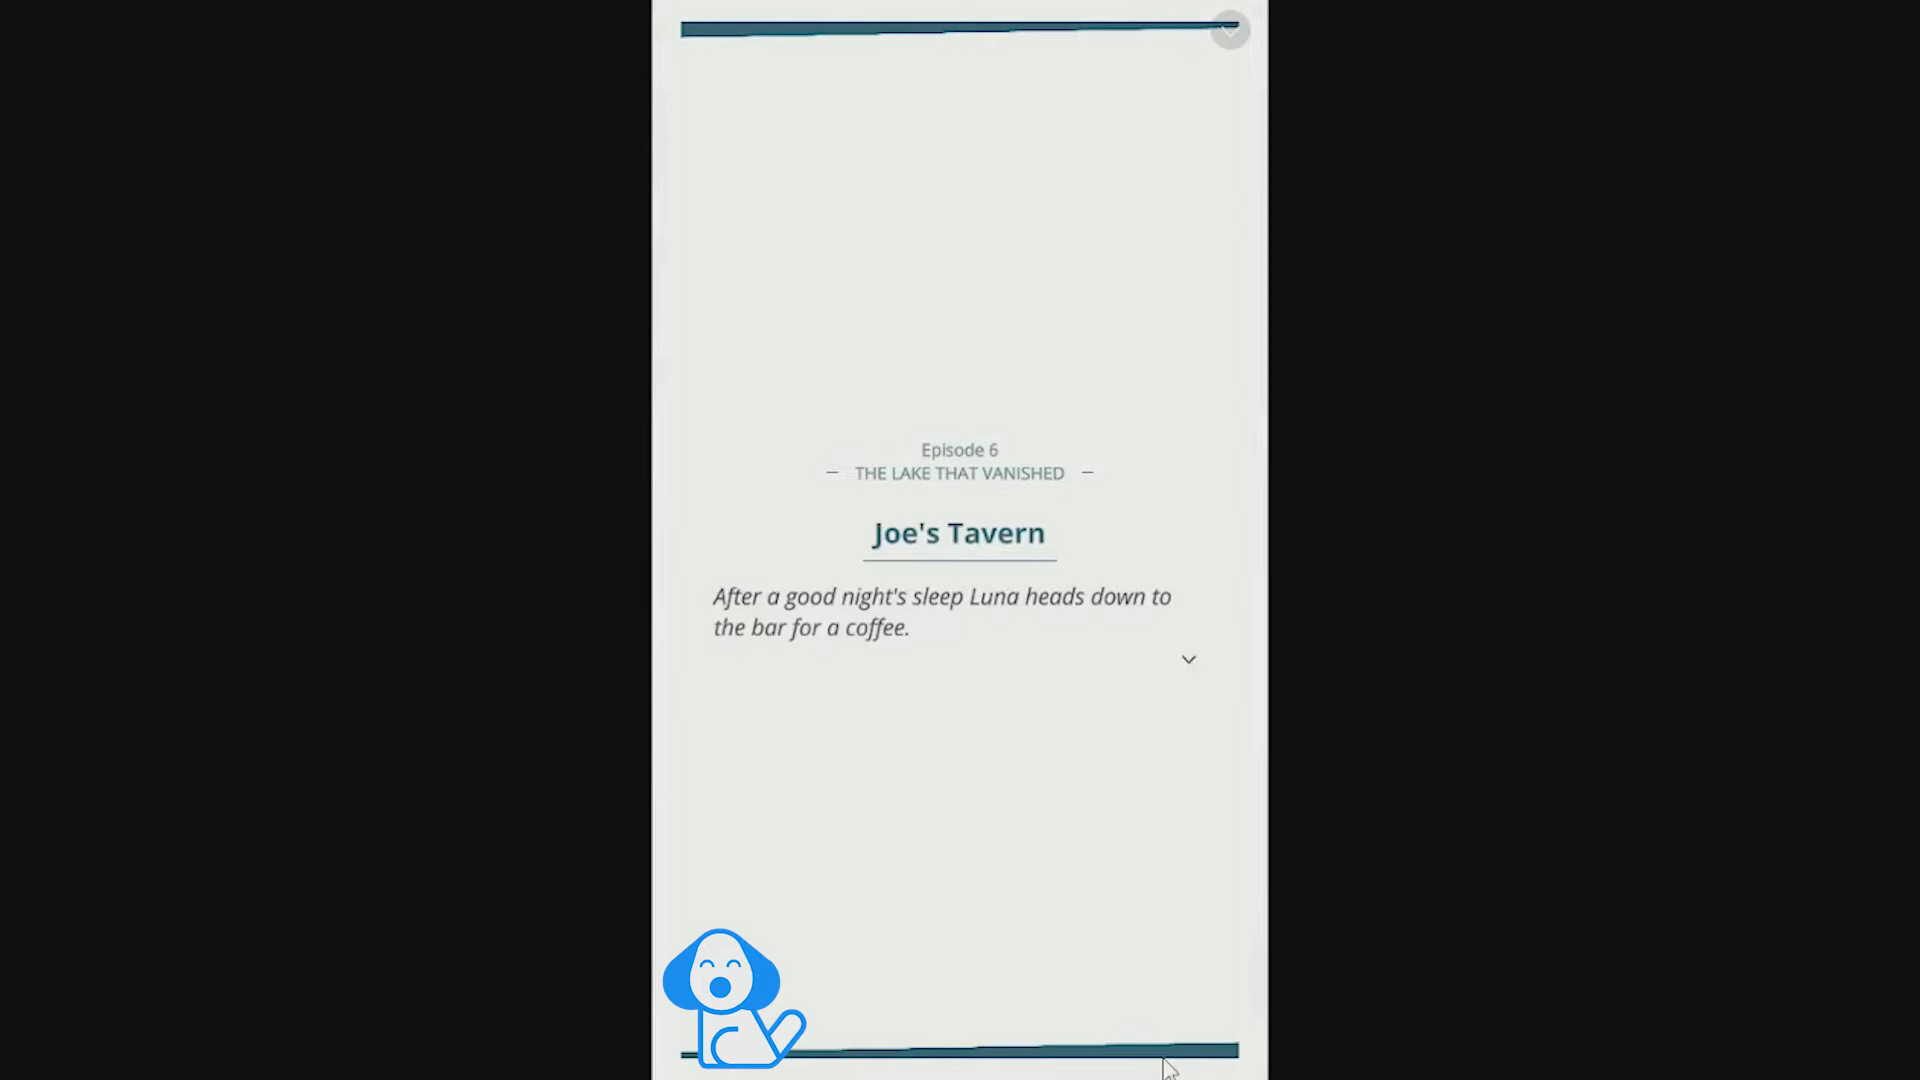 Episode 6
— THE LAKE THAT VANISHED —
Joe's Tavern
After a good night's sleep Luna heads down to
the bar for a coffee.